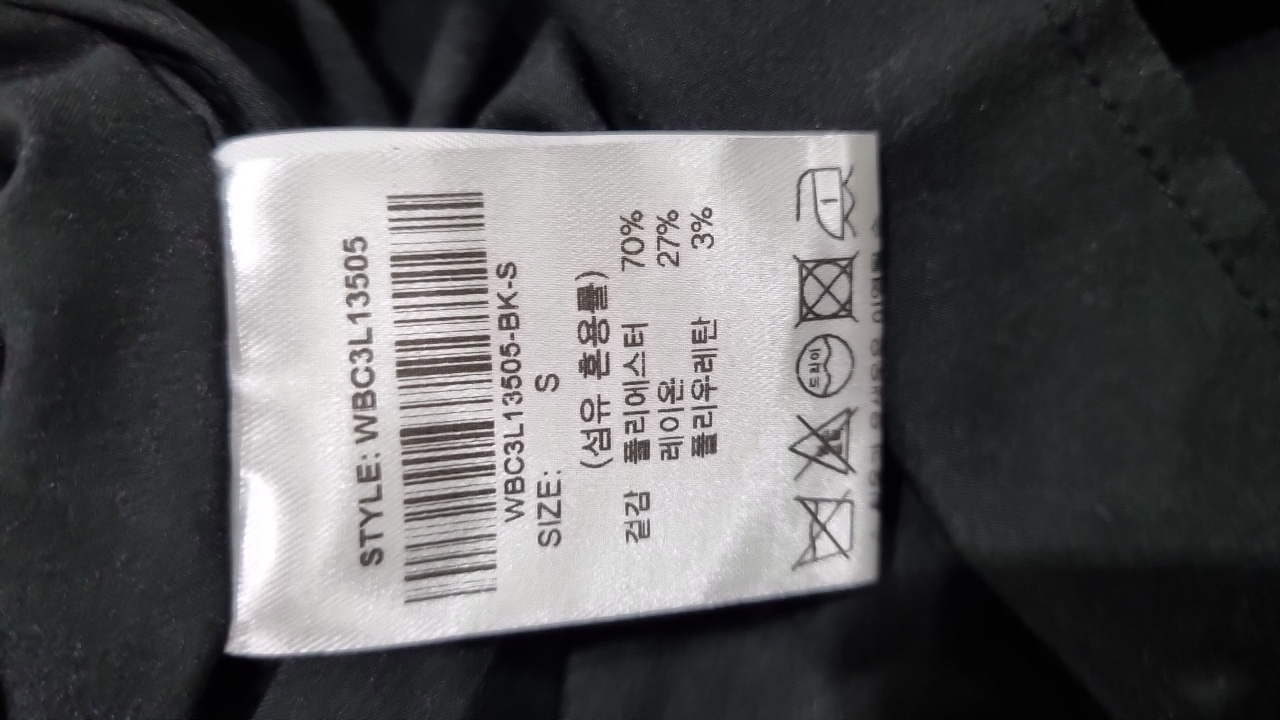 STYLE: WBC3L13505
WBC3L13505-BK-S
SIZE: S
(섬유 혼용률)
겉감 폴리에스터 70%
레이온 27%
폴리우레탄 3%
드라이